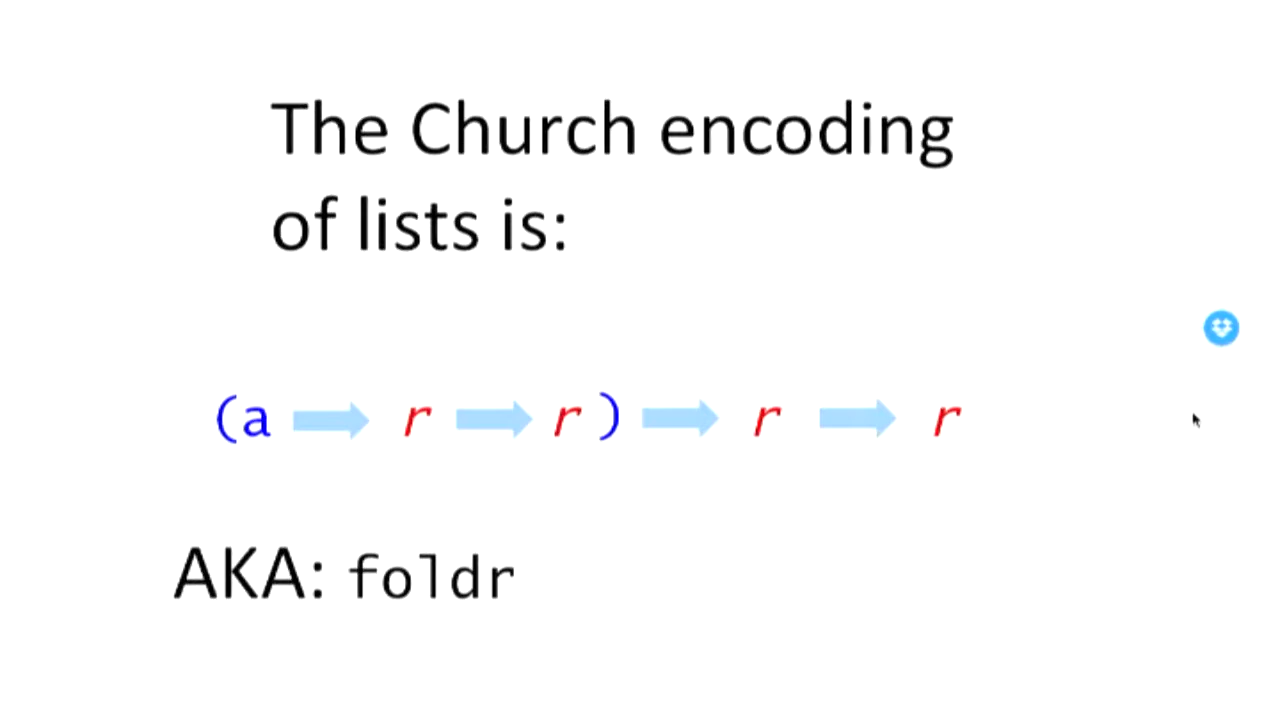 The Church encoding
of lists is:
(a ➡ r ➡ r) ➡ r ➡ r
AKA: foldr